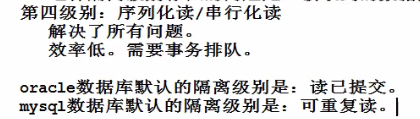 第四级别：序列化读/串行化读
解决了所有问题。
效率低。需要事务排队。
oracle数据库默认的隔离级别是：读已提交。
mysql数据库默认的隔离级别是：可重复读。